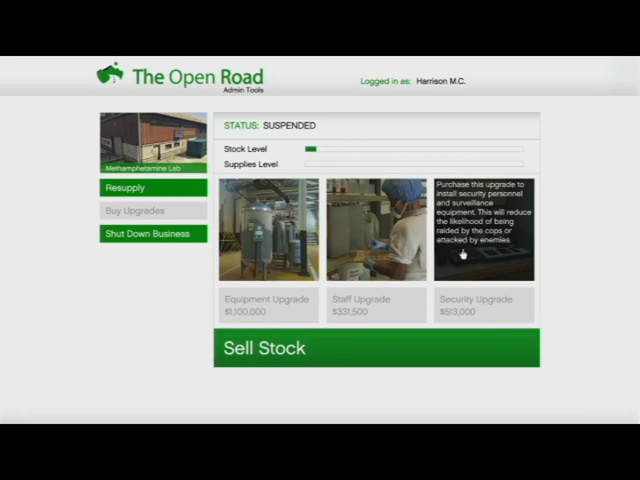 The Open Road
Admin Tools
Logged in as: Harrison M.C.
Methamphetamine Lab
Resupply
Buy Upgrades
Shut Down Business
STATUS: SUSPENDED
Stock Level
Supplies Level
Purchase this upgrade to
install security personnel
and surveillance
equipment. This will reduce
the likelihood of being
raided by the cops or
attacked by enemies.
Equipment Upgrade
$1,100,000
Staff Upgrade
$331,500
Security Upgrade
$513,000
Sell Stock